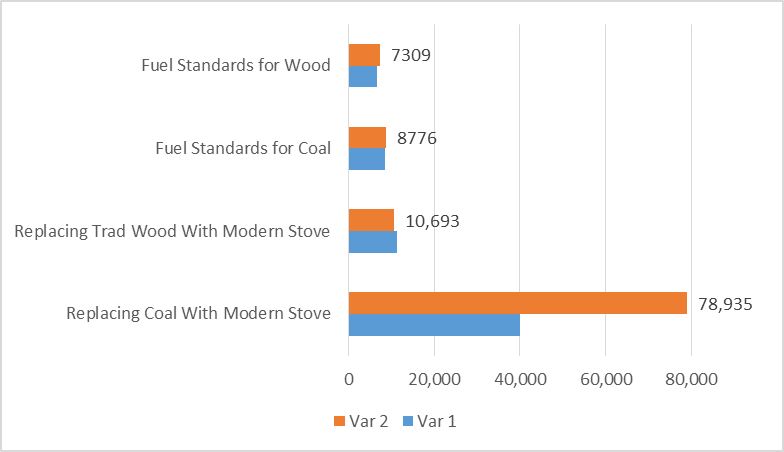 Fuel Standards for Wood
7309
Fuel Standards for Coal
8776
Replacing Trad Wood With Modern Stove
10,693
Replacing Coal With Modern Stove
78,935
0 20,000 40,000 60,000 80,000
Var 2 Var 1